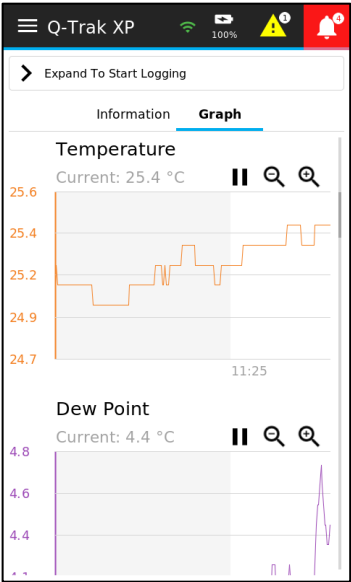 Q-Trak XP
100%
1
4
Expand To Start Logging
Information Graph
Temperature
Current: 25.4 °C
25.6
25.4
25.2
24.9
24.7
11:25
Dew Point
Current: 4.4 °C
4.8
4.6
4.4